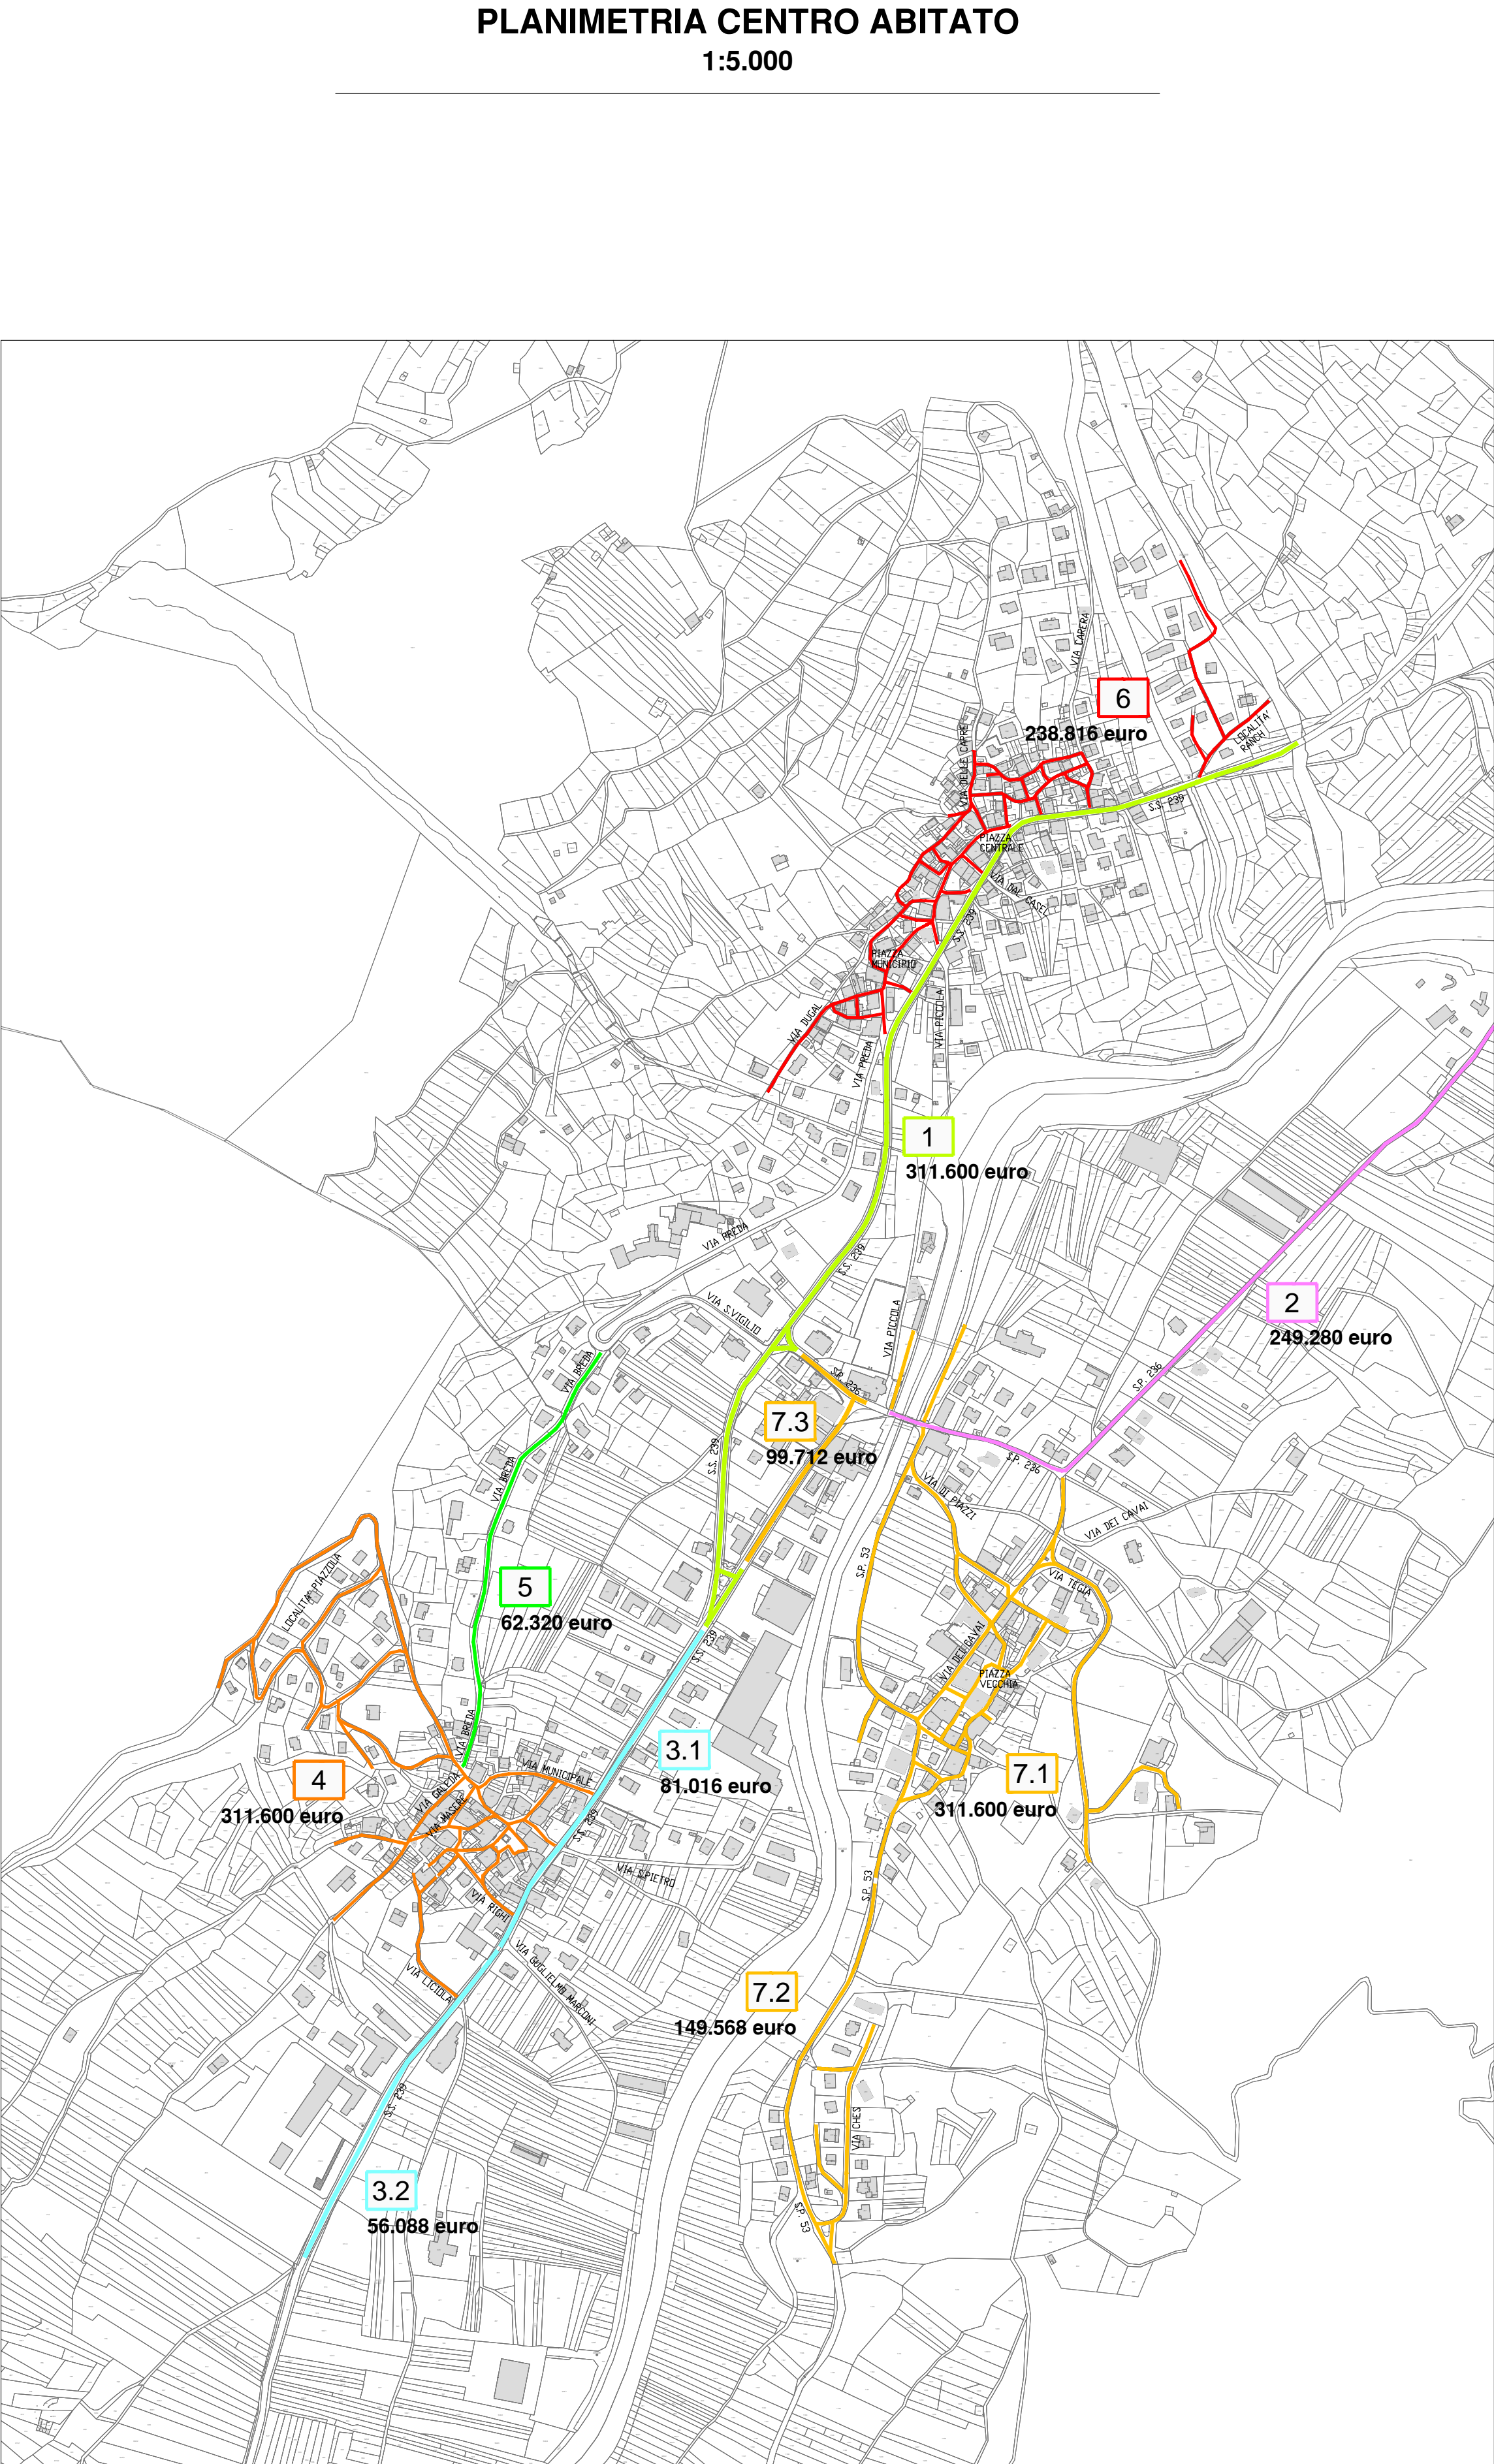 PLANIMETRIA CENTRO ABITATO
1:5.000
VIA CARERA
6
238.816 euro
LOCALITA'
RANCH
VIA DELLE CAPRE
S.S. 239
PIAZZA
CENTRALE
VIA DAL CASEL
S.S. 239
PIAZZA
MUNICIPIO
VIA DUGAL
VIA PREDA
VIA PICCOLA
1
311.600 euro
VIA PREDA
S.S. 239
VIA S.VIGILIO
VIA PICCOLA
2
249.280 euro
VIA BREDA
S.P. 236
S.P. 236
7.3
99.712 euro
S.S. 239
S.P. 236
VIA BREDA
VIA DI PIAZZI
VIA DEI CAVAI
S.P. 53
LOCALITA' PIAZZOLA
5
62.320 euro
VIA TEGIA
S.S. 239
VIA DEI CAVAI
PIAZZA
VECCHIA
VIA BREDA
3.1
81.016 euro
4
311.600 euro
VIA MUNICIPALE
7.1
311.600 euro
VIA GALEDA
VIA MASERE
S.S. 239
VIA S.PIETRO
S.P. 53
VIA RIGHI
VIA GUGLIELMO MARCONI
VIA LICIOLA
7.2
149.568 euro
S.S. 239
VIA CHES
3.2
56.088 euro
S.P. 53